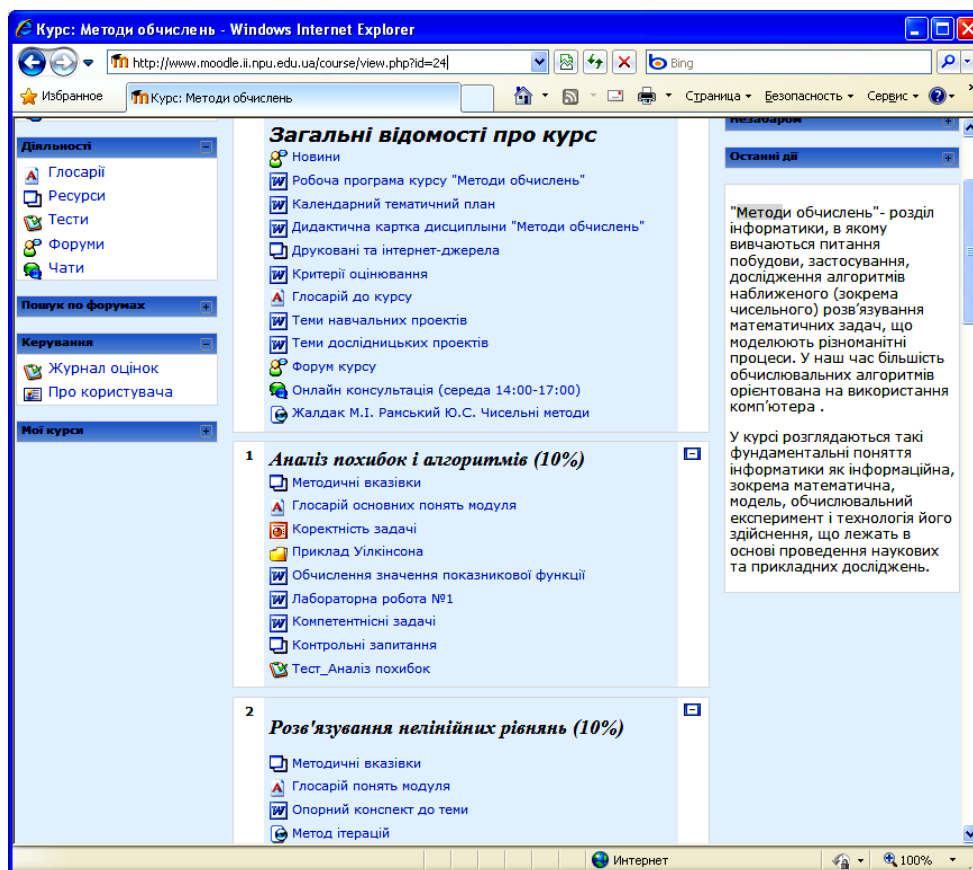 Курс: Методи обчислень - Windows Internet Explorer
http://www.moodle.ii.npu.edu.ua/course/view.php?id=24
Bing
Избранное
Курс: Методи обчислень
Страница
Безопасность
Сервис
Діяльності
Глосарії
Ресурси
Тести
Форуми
Чати
Пошук по форумах
Керування
Журнал оцінок
Про користувача
Мої курси
Загальні відомості про курс
Новини
Робоча програма курсу "Методи обчислень"
Календарний тематичний план
Дидактична картка дисципліны "Методи обчислень"
Друковані та інтернет-джерела
Критерії оцінювання
Глосарій до курсу
Теми навчальних проектів
Теми дослідницьких проектів
Форум курсу
Онлайн консультація (середа 14:00-17:00)
Жалдак М.І. Рамський Ю.С. Чисельні методи
1
Аналіз похибок і алгоритмів (10%)
Методичні вказівки
Глосарій основних понять модуля
Коректність задачі
Приклад Уілкінсона
Обчислення значення показникової функції
Лабораторна робота №1
Компетентнісні задачі
Контрольні запитання
Тест_Аналіз похибок
2
Розв'язування нелінійних рівнянь (10%)
Методичні вказівки
Глосарій понять модуля
Опорний конспект до теми
Метод ітерацій
Незабаром
Останні дії
"Методи обчислень"- розділ
інформатики, в якому
вивчаються питання
побудови, застосування,
дослідження алгоритмів
наближеного (зокрема
чисельного) розв'язування
математичних задач, що
моделюють різноманітні
процеси. У наш час більшість
обчислювальних алгоритмів
орієнтована на використання
комп'ютера .
У курсі розглядаються такі
фундаментальні поняття
інформатики як інформаційна,
зокрема математична,
модель, обчислювальний
експеримент і технологія його
здійснення, що лежать в
основі проведення наукових
та прикладних досліджень.
Интернет
100%